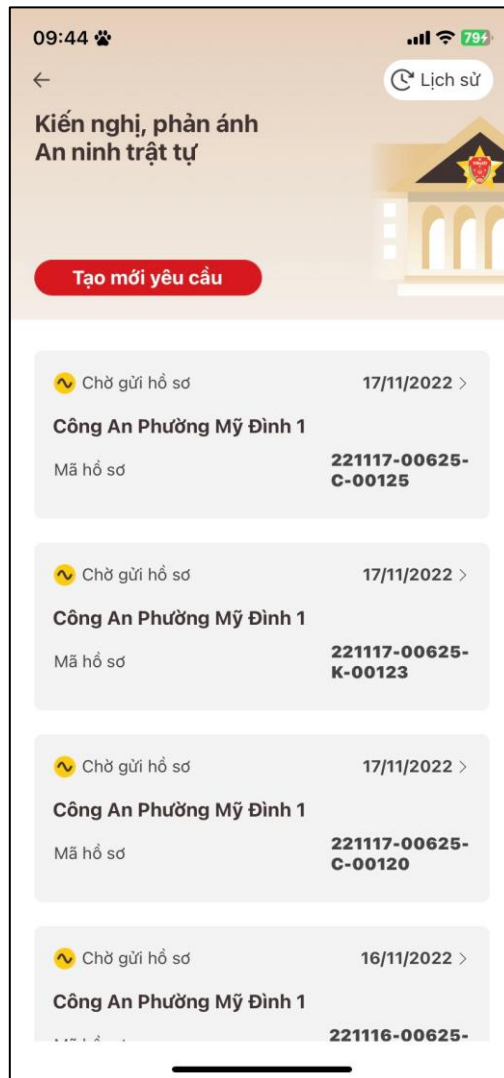 09:44
79
Lịch sử
Kiến nghị, phản ánh
An ninh trật tự
Tạo mới yêu cầu
Chờ gửi hồ sơ 17/11/2022
Công An Phường Mỹ Đình 1
Mã hồ sơ 221117-00625-
C-00125
Chờ gửi hồ sơ 17/11/2022
Công An Phường Mỹ Đình 1
Mã hồ sơ 221117-00625-
K-00123
Chờ gửi hồ sơ 17/11/2022
Công An Phường Mỹ Đình 1
Mã hồ sơ 221117-00625-
C-00120
Chờ gửi hồ sơ 16/11/2022
Công An Phường Mỹ Đình 1
221116-00625-